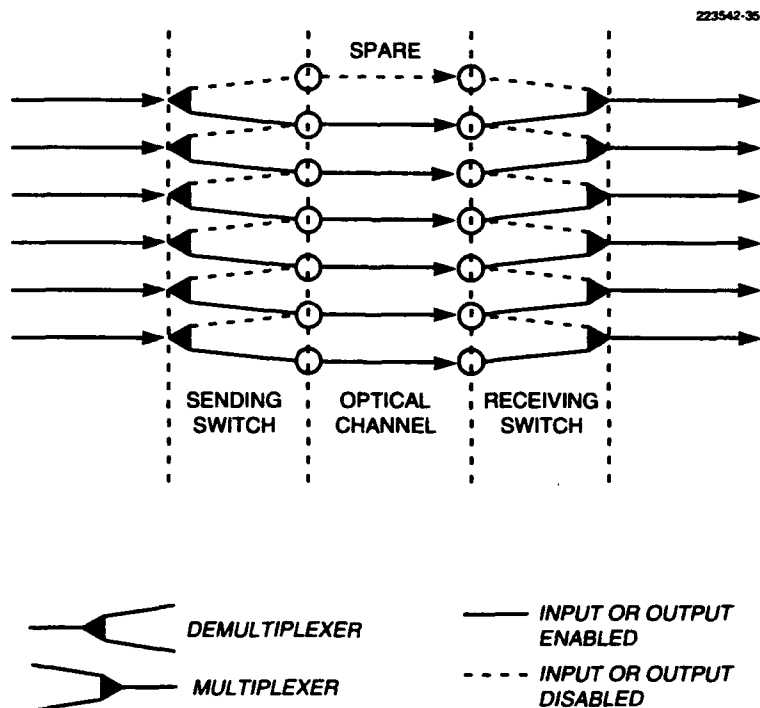 223542-35
SPARE
SENDING
SWITCH
OPTICAL
CHANNEL
RECEIVING
SWITCH
DEMULTIPLEXER
MULTIPLEXER
INPUT OR OUTPUT
ENABLED
INPUT OR OUTPUT
DISABLED